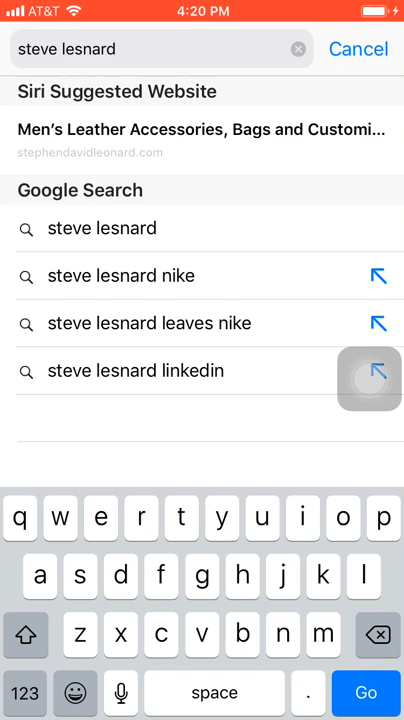 AT&T 4:20 PM
steve lesnard Cancel
Siri Suggested Website
Men’s Leather Accessories, Bags and Customi...
stephendavidleonard.com
Google Search
steve lesnard
steve lesnard nike
steve lesnard leaves nike
steve lesnard linkedin
q w e r t y u i o p
a s d f g h j k l
z x c v b n m
123 space . Go